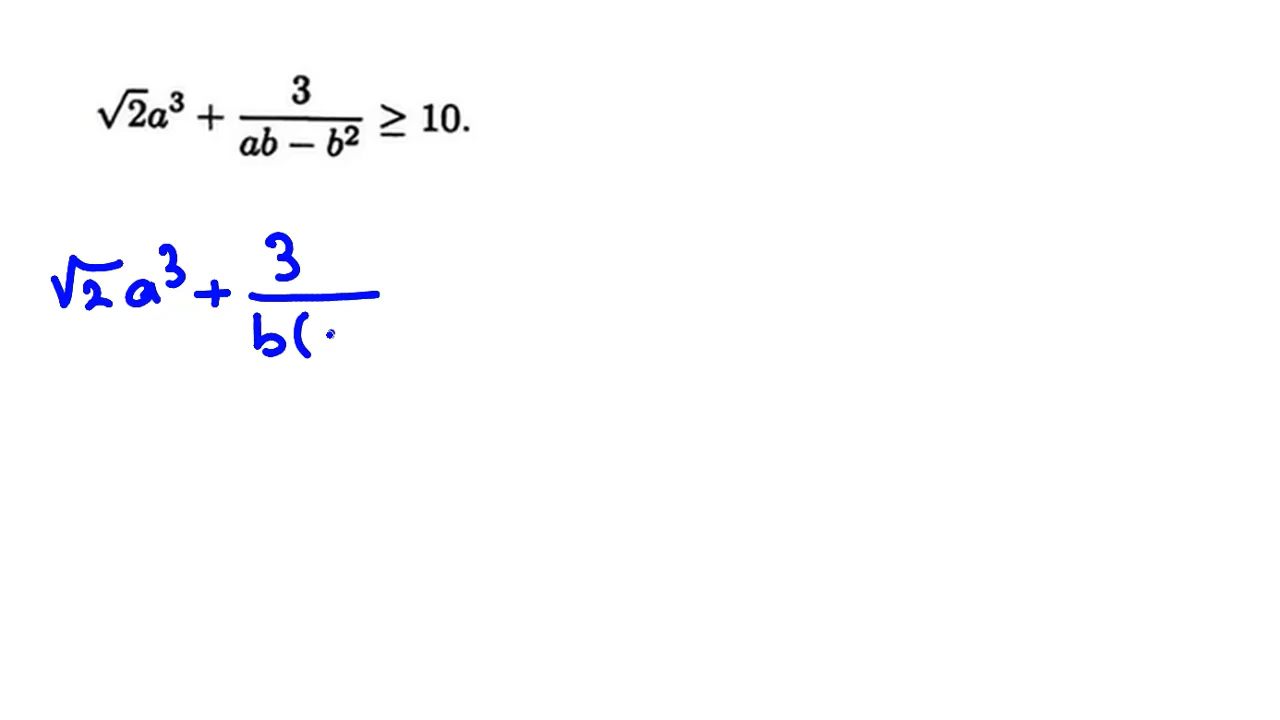 √2a³ + 3/(ab − b²) ≥ 10.
√2 a³ + 3/b(